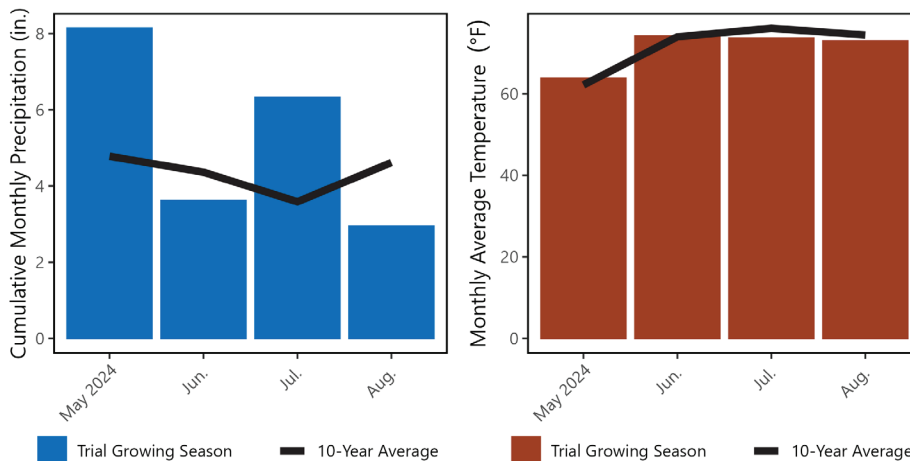 Cumulative Monthly Precipitation (in.)
8
6
4
2
0
May 2024
Jun.
Jul.
Aug.
Trial Growing Season
10-Year Average
Monthly Average Temperature (°F)
60
40
20
0
May 2024
Jun.
Jul.
Aug.
Trial Growing Season
10-Year Average